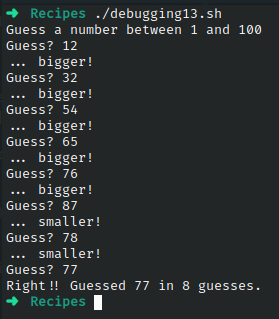 ➜ Recipes ./debugging13.sh
Guess a number between 1 and 100
Guess? 12
... bigger!
Guess? 32
... bigger!
Guess? 54
... bigger!
Guess? 65
... bigger!
Guess? 76
... bigger!
Guess? 87
... smaller!
Guess? 78
... smaller!
Guess? 77
Right!! Guessed 77 in 8 guesses.
➜ Recipes